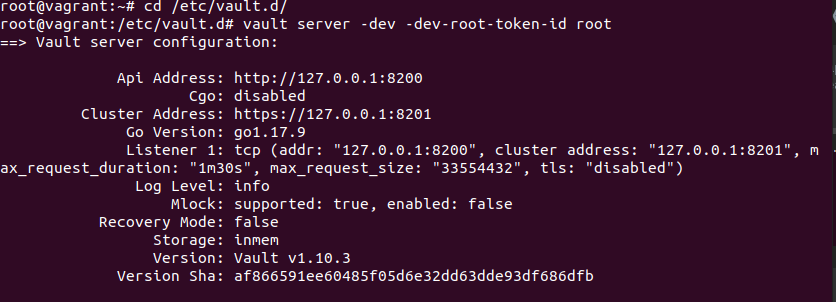 root@vagrant:~# cd /etc/vault.d/
root@vagrant:/etc/vault.d# vault server -dev -dev-root-token-id root
==> Vault server configuration:
Api Address: http://127.0.0.1:8200
Cgo: disabled
Cluster Address: https://127.0.0.1:8201
Go Version: go1.17.9
Listener 1: tcp (addr: "127.0.0.1:8200", cluster address: "127.0.0.1:8201", m
ax_request_duration: "1m30s", max_request_size: "33554432", tls: "disabled")
Log Level: info
Mlock: supported: true, enabled: false
Recovery Mode: false
Storage: inmem
Version: Vault v1.10.3
Version Sha: af866591ee60485f05d6e32dd63dde93df686dfb